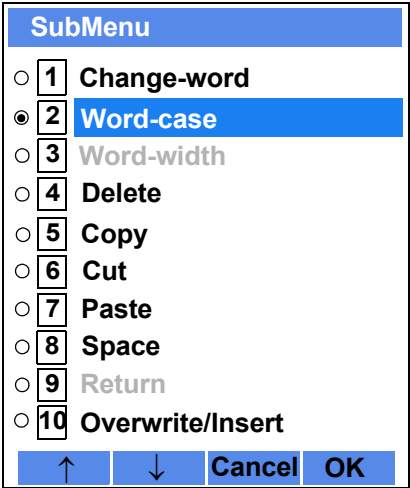 SubMenu
1 Change-word
2 Word-case
3 Word-width
4 Delete
5 Copy
6 Cut
7 Paste
8 Space
9 Return
10 Overwrite/Insert
↑ ↓ Cancel OK